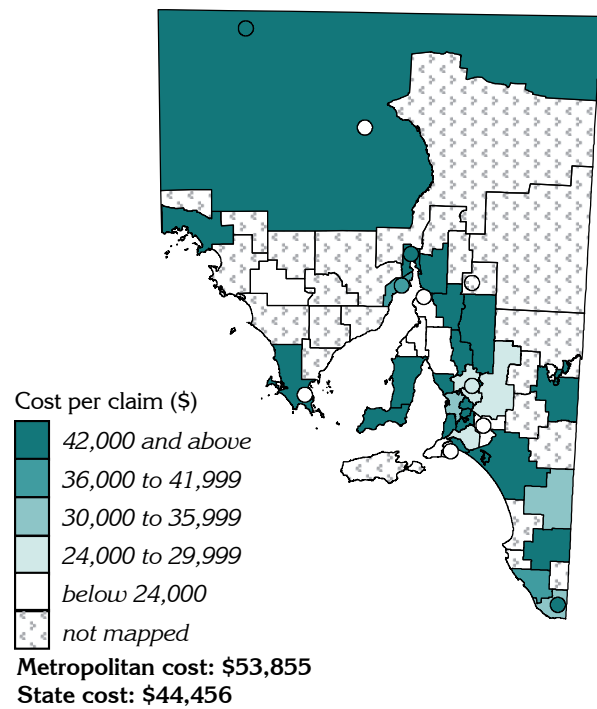 Cost per claim ($)
42,000 and above
36,000 to 41,999
30,000 to 35,999
24,000 to 29,999
below 24,000
not mapped
Metropolitan cost: $53,855
State cost: $44,456